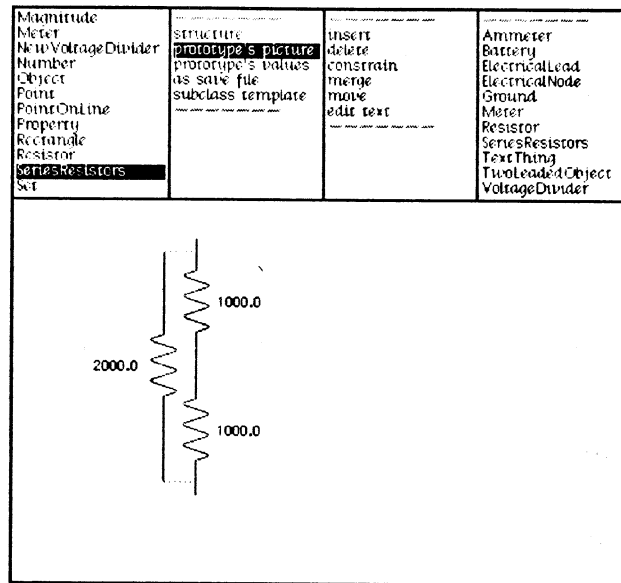 Magnitude
Meter
NewVoltageDivider
Number
Object
Point
PointOnLine
Property
Rectangle
Resistor
SeriesResistors
Set
structure
prototype's picture
prototype's values
as save file
subclass template
insert
delete
constrain
merge
move
edit text
Ammeter
Battery
ElectricalLead
ElectricalNode
Ground
Meter
Resistor
SeriesResistors
TextThing
TwoLeadedObject
VoltageDivider
1000.0
2000.0
1000.0